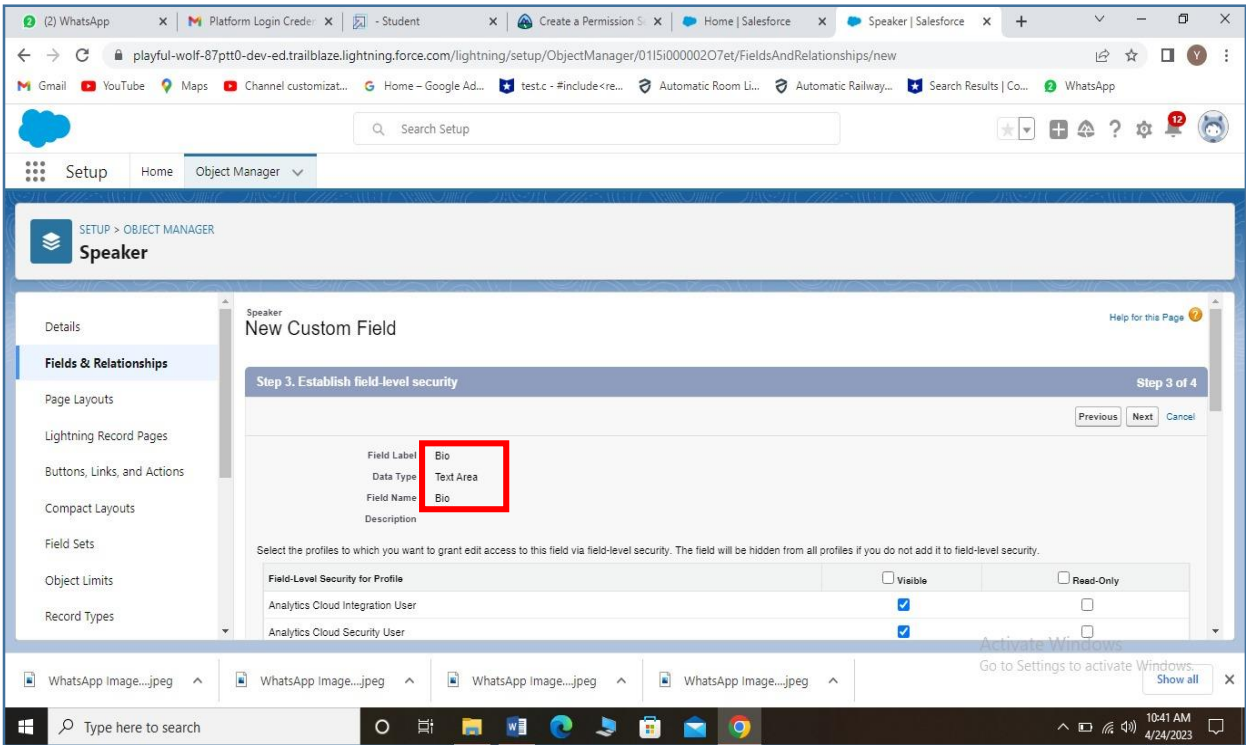 (2) WhatsApp
Platform Login Creder
- Student
Create a Permission S
Home | Salesforce
Speaker | Salesforce
playful-wolf-87ptt0-dev-ed.trailblaze.lightning.force.com/lightning/setup/ObjectManager/01I5i000002O7et/FieldsAndRelationships/new
Y
Gmail YouTube Maps Channel customizat... Home – Google Ad... test.c - #include<re... Automatic Room Li... Automatic Railway... Search Results | Co... WhatsApp
Search Setup
12
Setup Home Object Manager
SETUP > OBJECT MANAGER
Speaker
Details
Fields & Relationships
Page Layouts
Lightning Record Pages
Buttons, Links, and Actions
Compact Layouts
Field Sets
Object Limits
Record Types
Speaker
New Custom Field
Help for this Page
Step 3. Establish field-level security Step 3 of 4
Previous Next Cancel
Field Label Bio
Data Type Text Area
Field Name Bio
Description
Select the profiles to which you want to grant edit access to this field via field-level security. The field will be hidden from all profiles if you do not add it to field-level security.
Field-Level Security for Profile Visible Read-Only
Analytics Cloud Integration User
Analytics Cloud Security User
Activate Windows
Go to Settings to activate Windows.
WhatsApp Image....jpeg WhatsApp Image....jpeg WhatsApp Image....jpeg WhatsApp Image....jpeg Show all
Type here to search
10:41 AM
4/24/2023